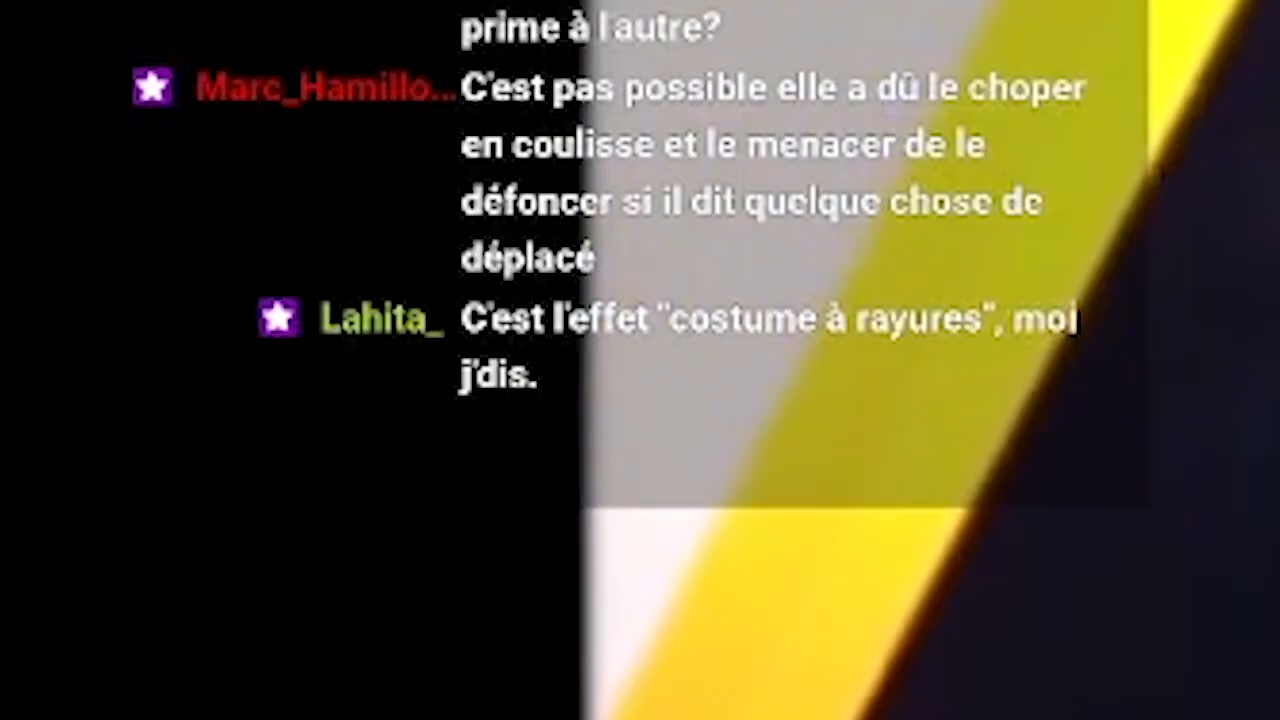 prime à l'autre?
Marc_Hamillo... C'est pas possible elle a dû le choper
en coulisse et le menacer de le
défoncer si il dit quelque chose de
déplacé
Lahita_ C'est l'effet "costume à rayures", moi
j'dis.